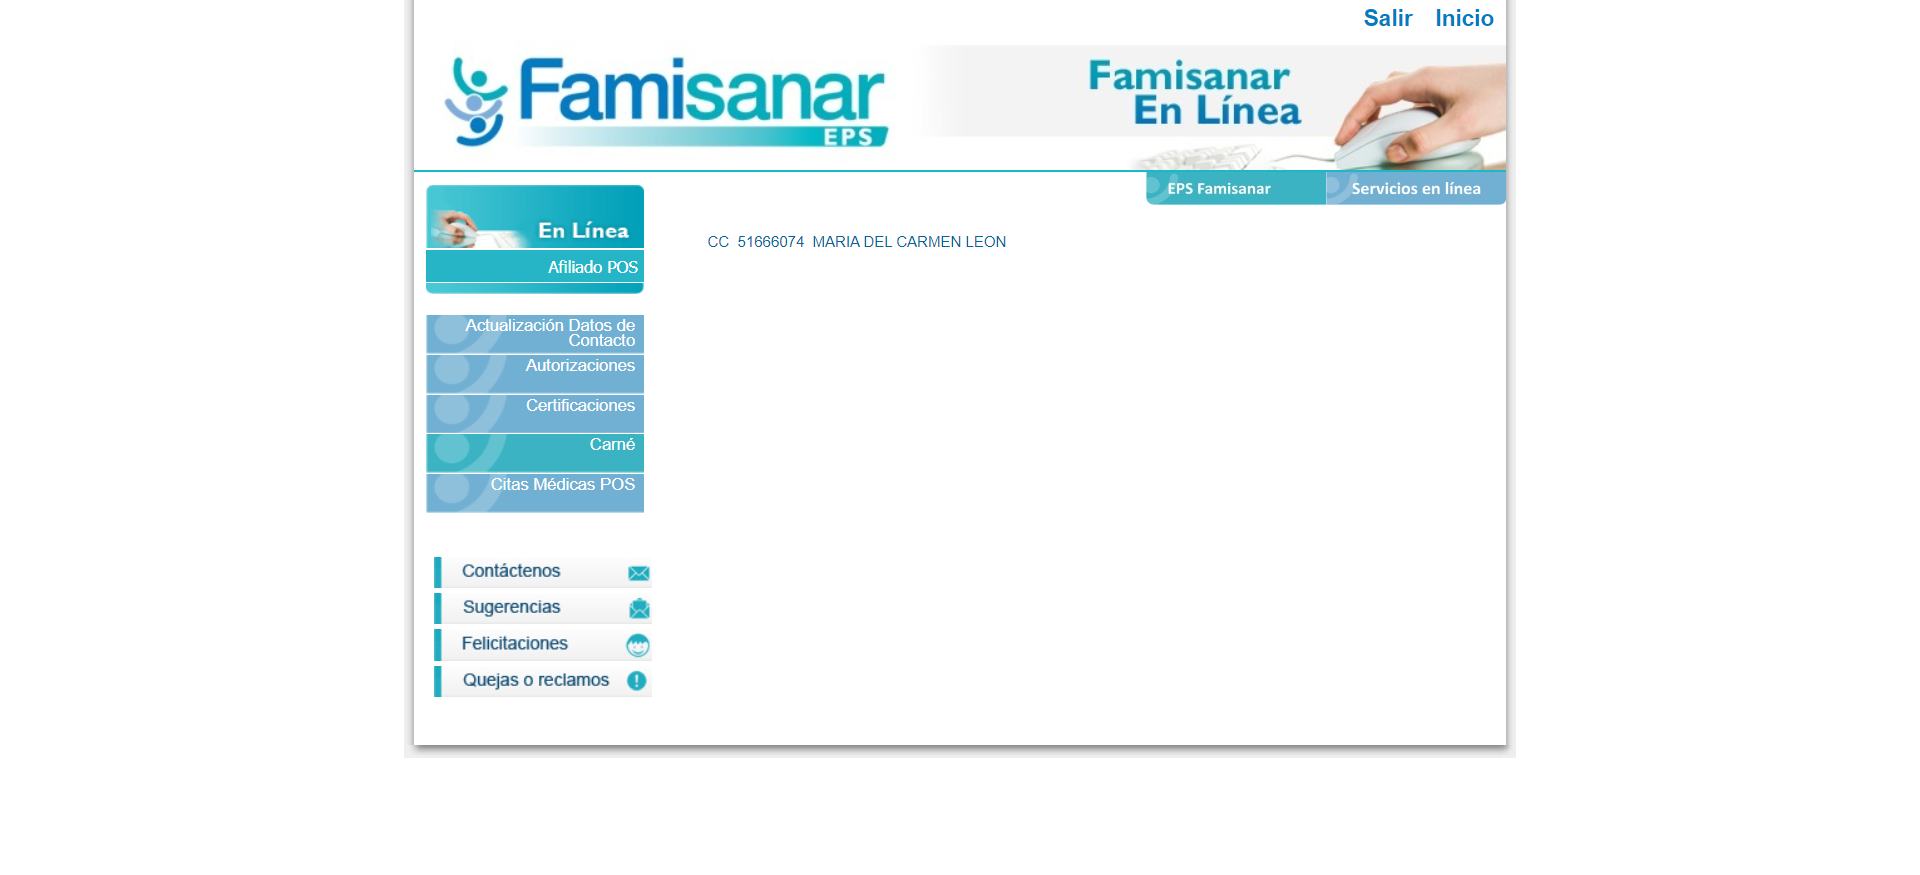 Salir Inicio
Famisanar
EPS
Famisanar
En Línea
EPS Famisanar
Servicios en línea
En Línea
Afiliado POS
CC 51666074 MARIA DEL CARMEN LEON
Actualización Datos de
Contacto
Autorizaciones
Certificaciones
Carné
Citas Médicas POS
Contáctenos
Sugerencias
Felicitaciones
Quejas o reclamos